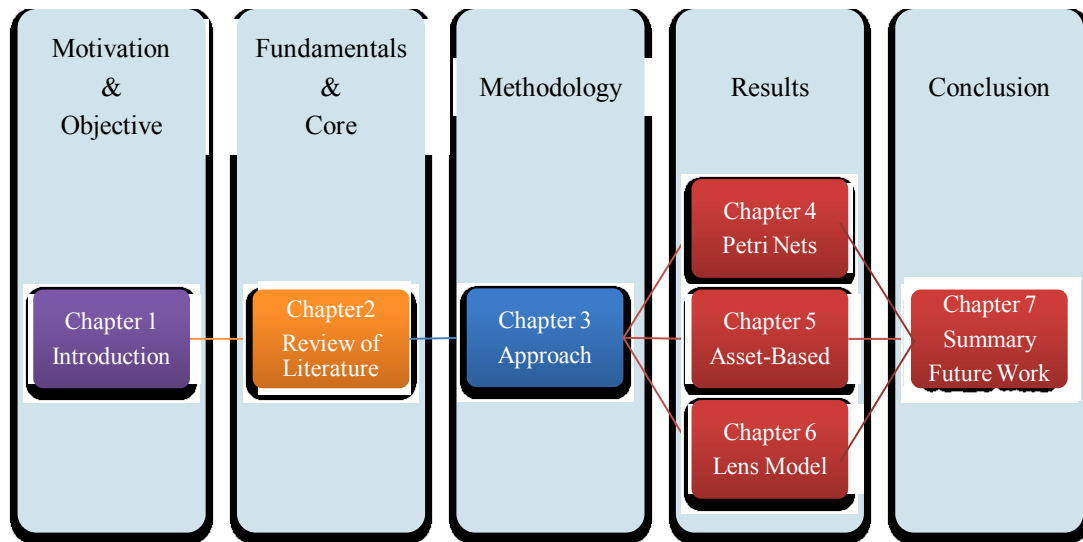 Motivation
&
Objective
Fundamentals
&
Core
Methodology
Results
Conclusion
Chapter 1
Introduction
Chapter2
Review of
Literature
Chapter 3
Approach
Chapter 4
Petri Nets
Chapter 5
Asset-Based
Chapter 6
Lens Model
Chapter 7
Summary
Future Work